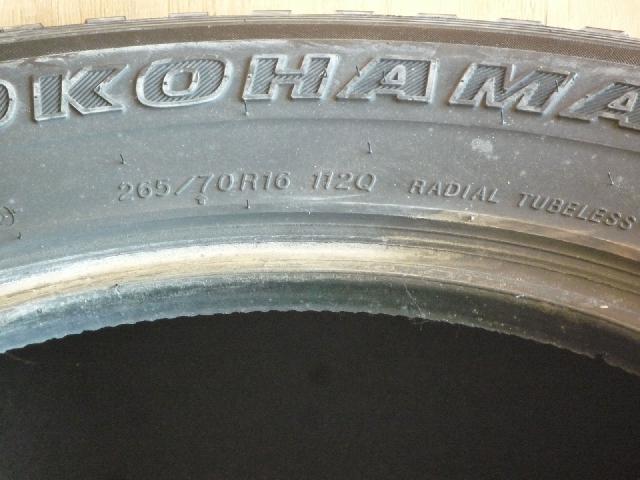 OKOHAMA
265/70R16 112Q RADIAL TUBELESS